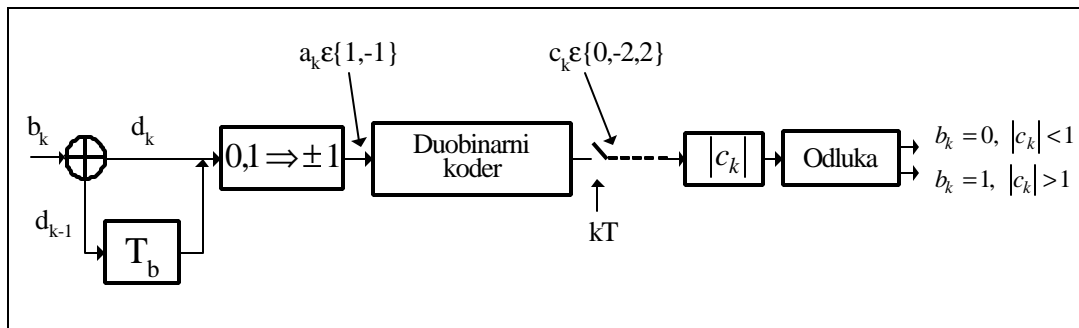 a_k ε{1,-1}
c_k ε{0,-2,2}
b_k
d_k
0,1 ⇒ ±1
Duobinarni
koder
|c_k|
Odluka
b_k = 0, |c_k| < 1
b_k = 1, |c_k| > 1
d_{k-1}
T_b
kT